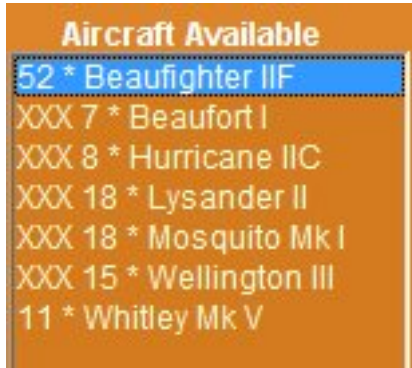 Aircraft Available
52 * Beaufighter IIF
XXX 7 * Beaufort I
XXX 8 * Hurricane IIC
XXX 18 * Lysander II
XXX 18 * Mosquito Mk I
XXX 15 * Wellington III
11 * Whitley Mk V